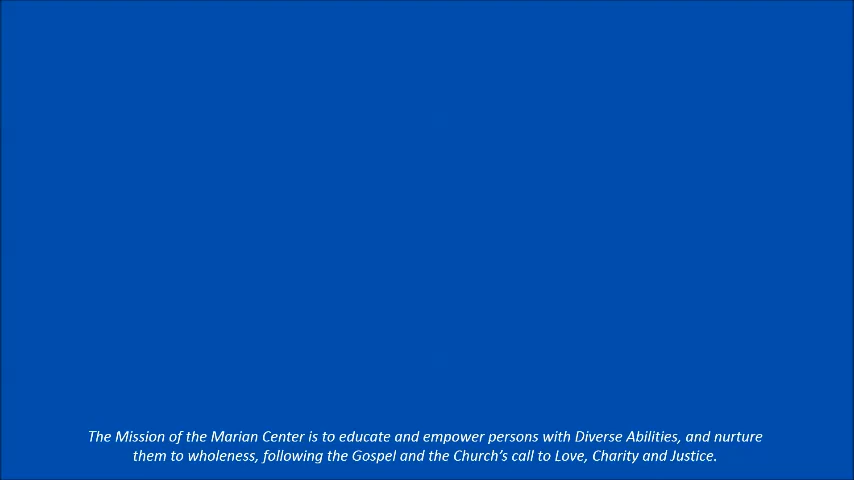 The Mission of the Marian Center is to educate and empower persons with Diverse Abilities, and nurture
them to wholeness, following the Gospel and the Church’s call to Love, Charity and Justice.